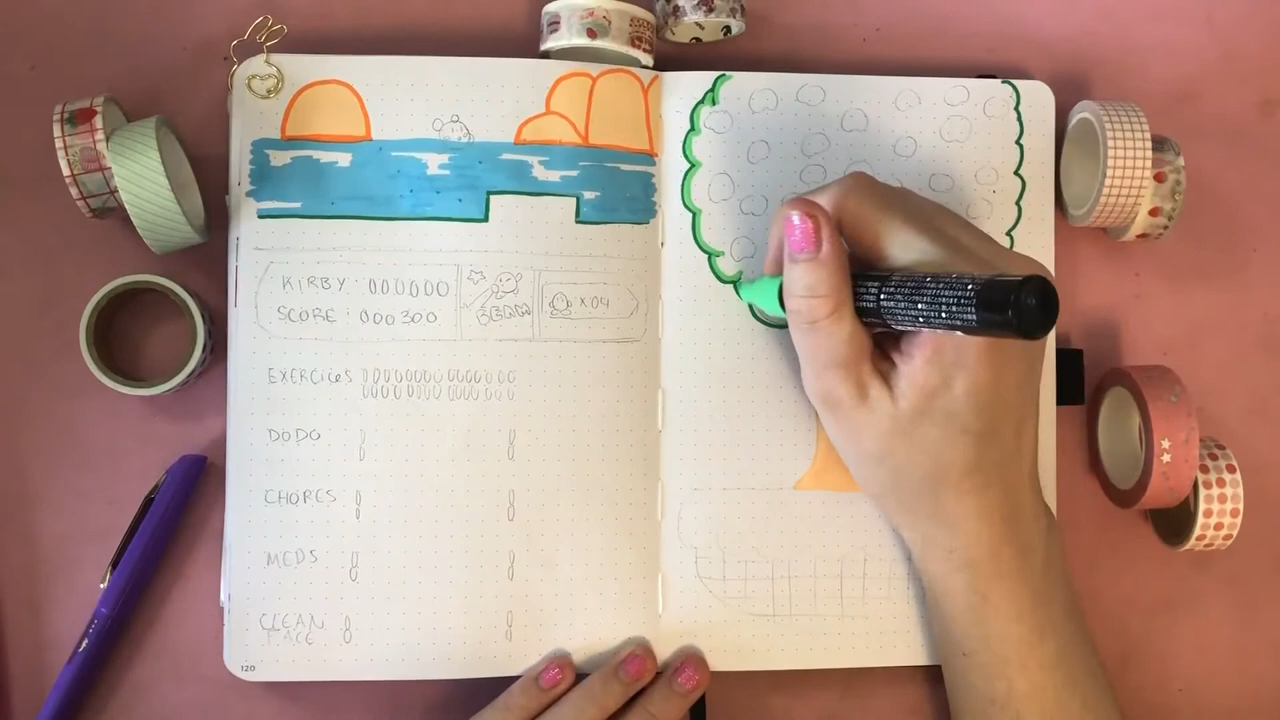 KIRBY : 000000
SCORE : 000300
BEAM
X04
EXERCICES
DODO
CHORES
MEDS
CLEAN
FACE
120